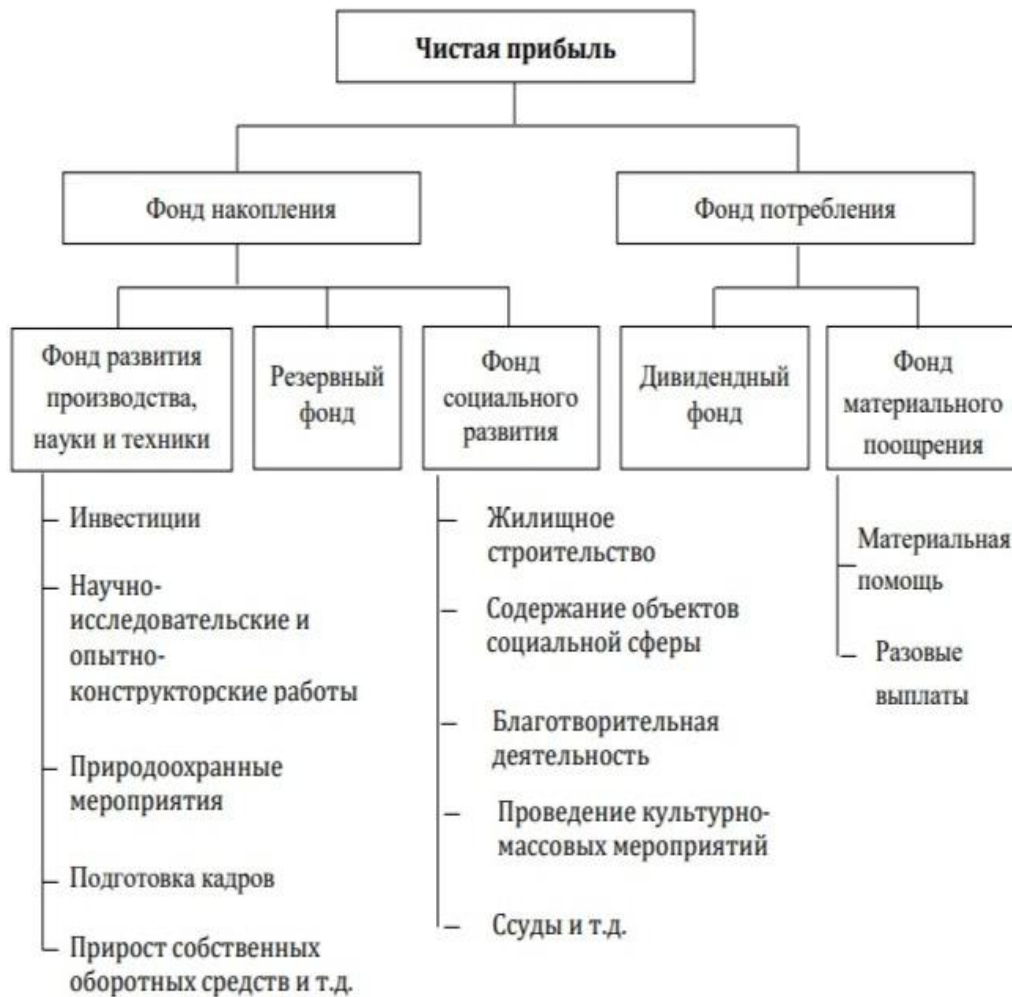 Чистая прибыль
Фонд накопления
Фонд потребления
Фонд развития
производства,
науки и техники
Резервный
фонд
Фонд
социального
развития
Дивидендный
фонд
Фонд
материального
поощрения
Инвестиции
Научно-
исследовательские и
опытно-
конструкторские работы
Природоохранные
мероприятия
Подготовка кадров
Прирост собственных
оборотных средств и т.д.
Жилищное
строительство
Содержание объектов
социальной сферы
Благотворительная
деятельность
Проведение культурно-
массовых мероприятий
Ссуды и т.д.
Материальная
помощь
Разовые
выплаты